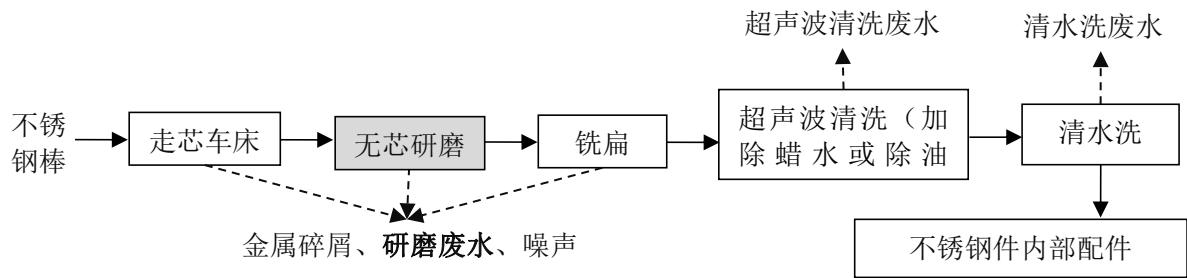 超声波清洗废水
清水洗废水
不锈
钢棒
走芯车床
无芯研磨
铣扁
超声波清洗（加
除蜡水或除油
清水洗
金属碎屑、研磨废水、噪声
不锈钢件内部配件